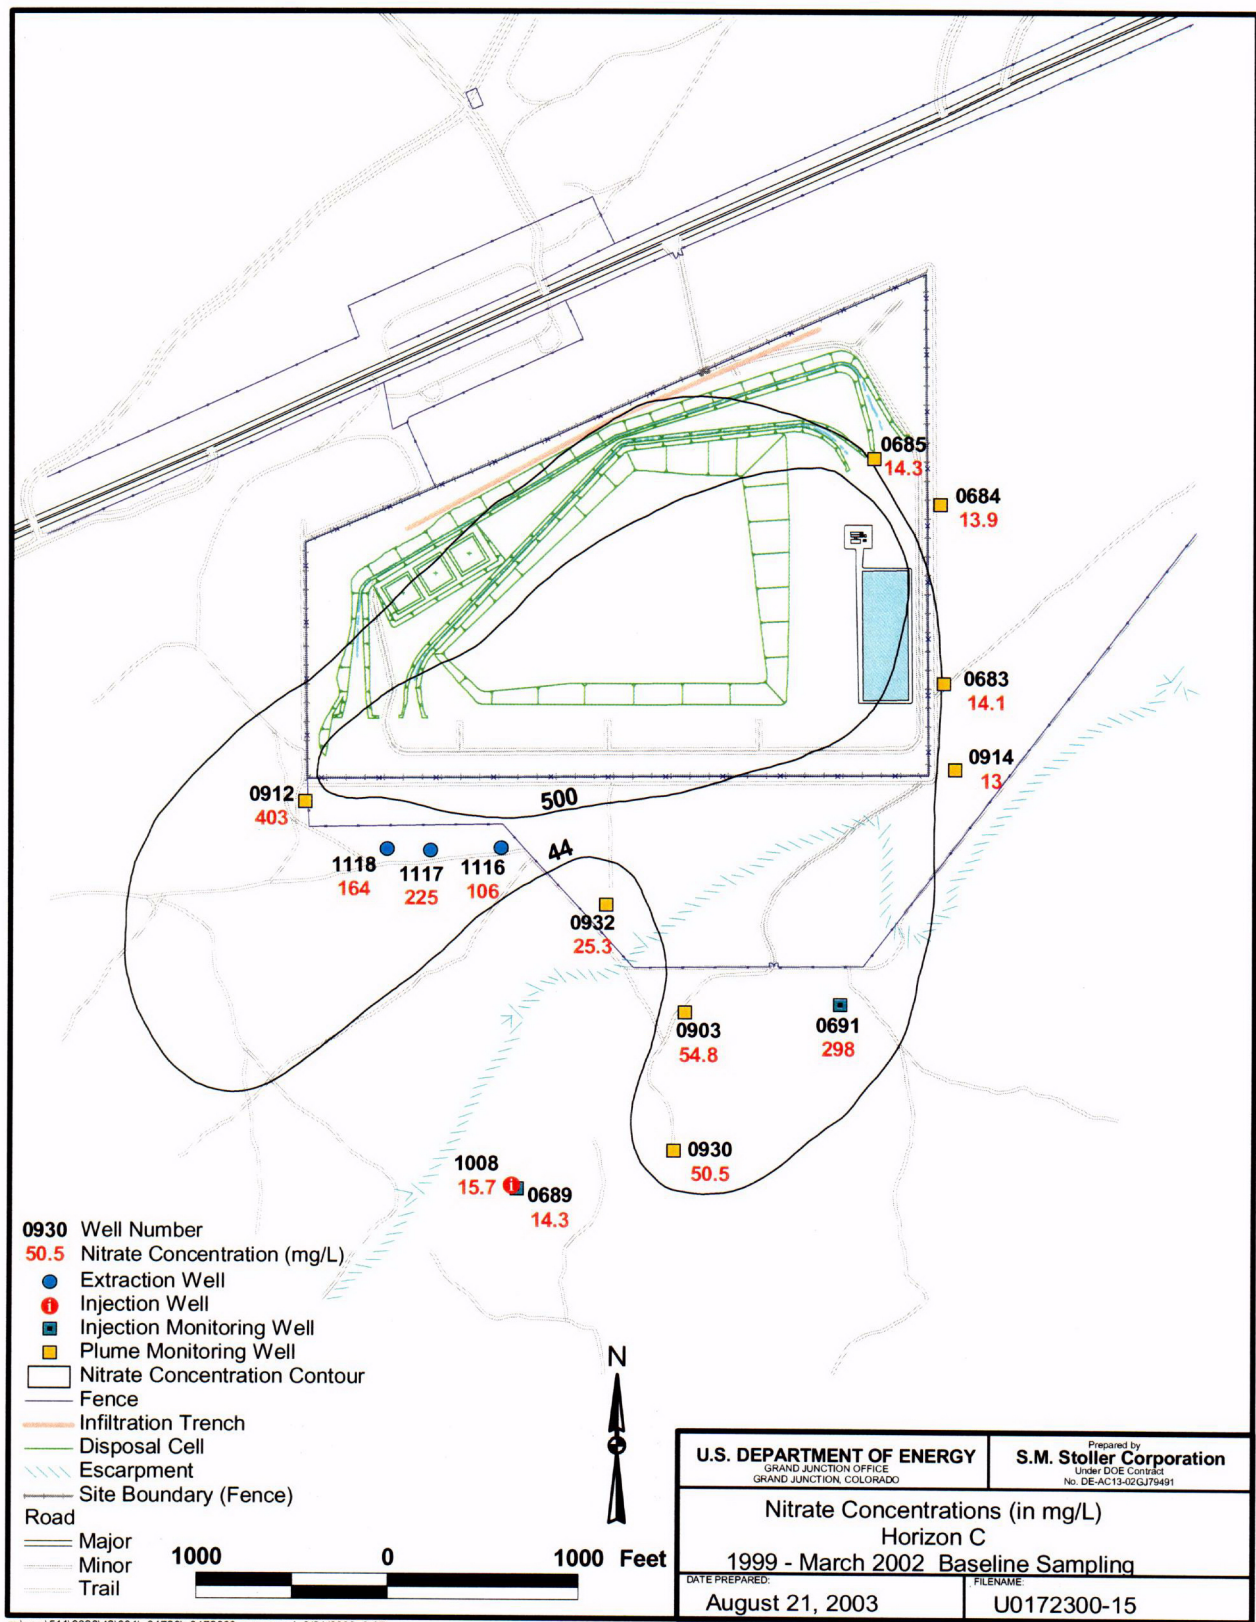 0685
14.3
0684
13.9
0683
14.1
0914
13
0912
403
500
44
1118
164
1117
225
1116
106
0932
25.3
0903
54.8
0691
298
0930
50.5
1008
15.7
0689
14.3
0930 Well Number
50.5 Nitrate Concentration (mg/L)
Extraction Well
i Injection Well
Injection Monitoring Well
Plume Monitoring Well
Nitrate Concentration Contour
Fence
Infiltration Trench
Disposal Cell
Escarpment
Site Boundary (Fence)
Road
Major
Minor
Trail
N
1000 0 1000 Feet
U.S. DEPARTMENT OF ENERGY
GRAND JUNCTION OFFICE
GRAND JUNCTION, COLORADO
Prepared by
S.M. Stoller Corporation
Under DOE Contract
No. DE-AC13-02GJ79491
Nitrate Concentrations (in mg/L)
Horizon C
1999 - March 2002 Baseline Sampling
DATE PREPARED:
August 21, 2003
FILENAME:
U0172300-15